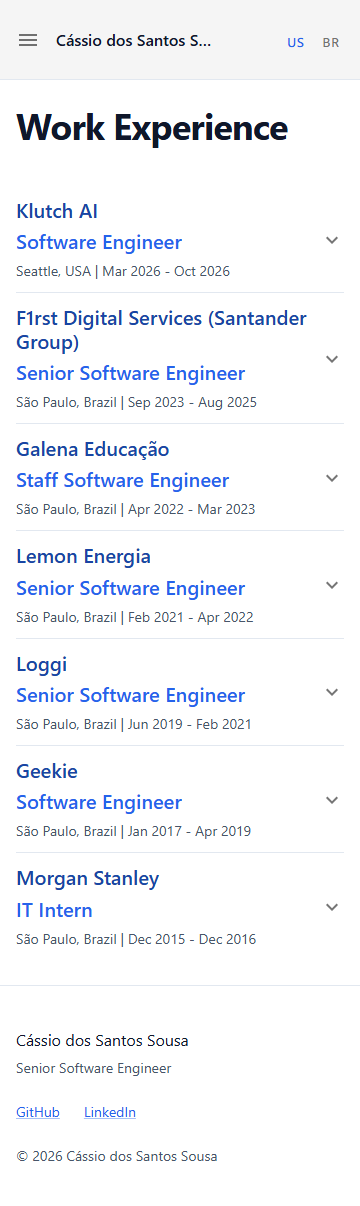 Cássio dos Santos S...
US BR
Work Experience
Klutch AI
Software Engineer
Seattle, USA | Mar 2026 - Oct 2026
F1rst Digital Services (Santander
Group)
Senior Software Engineer
São Paulo, Brazil | Sep 2023 - Aug 2025
Galena Educação
Staff Software Engineer
São Paulo, Brazil | Apr 2022 - Mar 2023
Lemon Energia
Senior Software Engineer
São Paulo, Brazil | Feb 2021 - Apr 2022
Loggi
Senior Software Engineer
São Paulo, Brazil | Jun 2019 - Feb 2021
Geekie
Software Engineer
São Paulo, Brazil | Jan 2017 - Apr 2019
Morgan Stanley
IT Intern
São Paulo, Brazil | Dec 2015 - Dec 2016
Cássio dos Santos Sousa
Senior Software Engineer
GitHub LinkedIn
© 2026 Cássio dos Santos Sousa